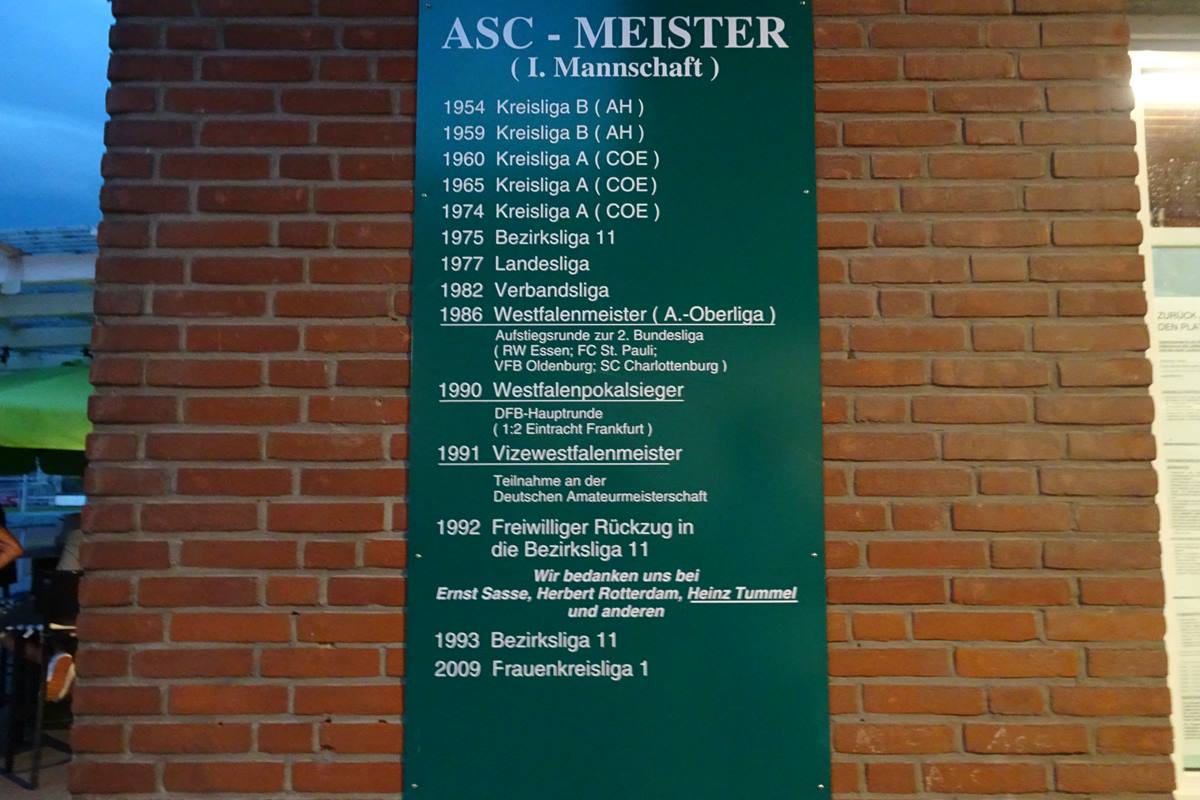 ASC - MEISTER
( I. Mannschaft )
1954 Kreisliga B ( AH )
1959 Kreisliga B ( AH )
1960 Kreisliga A ( COE )
1965 Kreisliga A ( COE )
1974 Kreisliga A ( COE )
1975 Bezirksliga 11
1977 Landesliga
1982 Verbandsliga
1986 Westfalenmeister ( A.-Oberliga )
Aufstiegsrunde zur 2. Bundesliga
( RW Essen; FC St. Pauli;
VFB Oldenburg; SC Charlottenburg )
1990 Westfalenpokalsieger
DFB-Hauptrunde
( 1:2 Eintracht Frankfurt )
1991 Vizewestfalenmeister
Teilnahme an der
Deutschen Amateurmeisterschaft
1992 Freiwilliger Rückzug in
die Bezirksliga 11
Wir bedanken uns bei
Ernst Sasse, Herbert Rotterdam, Heinz Tummel
und anderen
1993 Bezirksliga 11
2009 Frauenkreisliga 1
ZURÜCK
DEN PLA